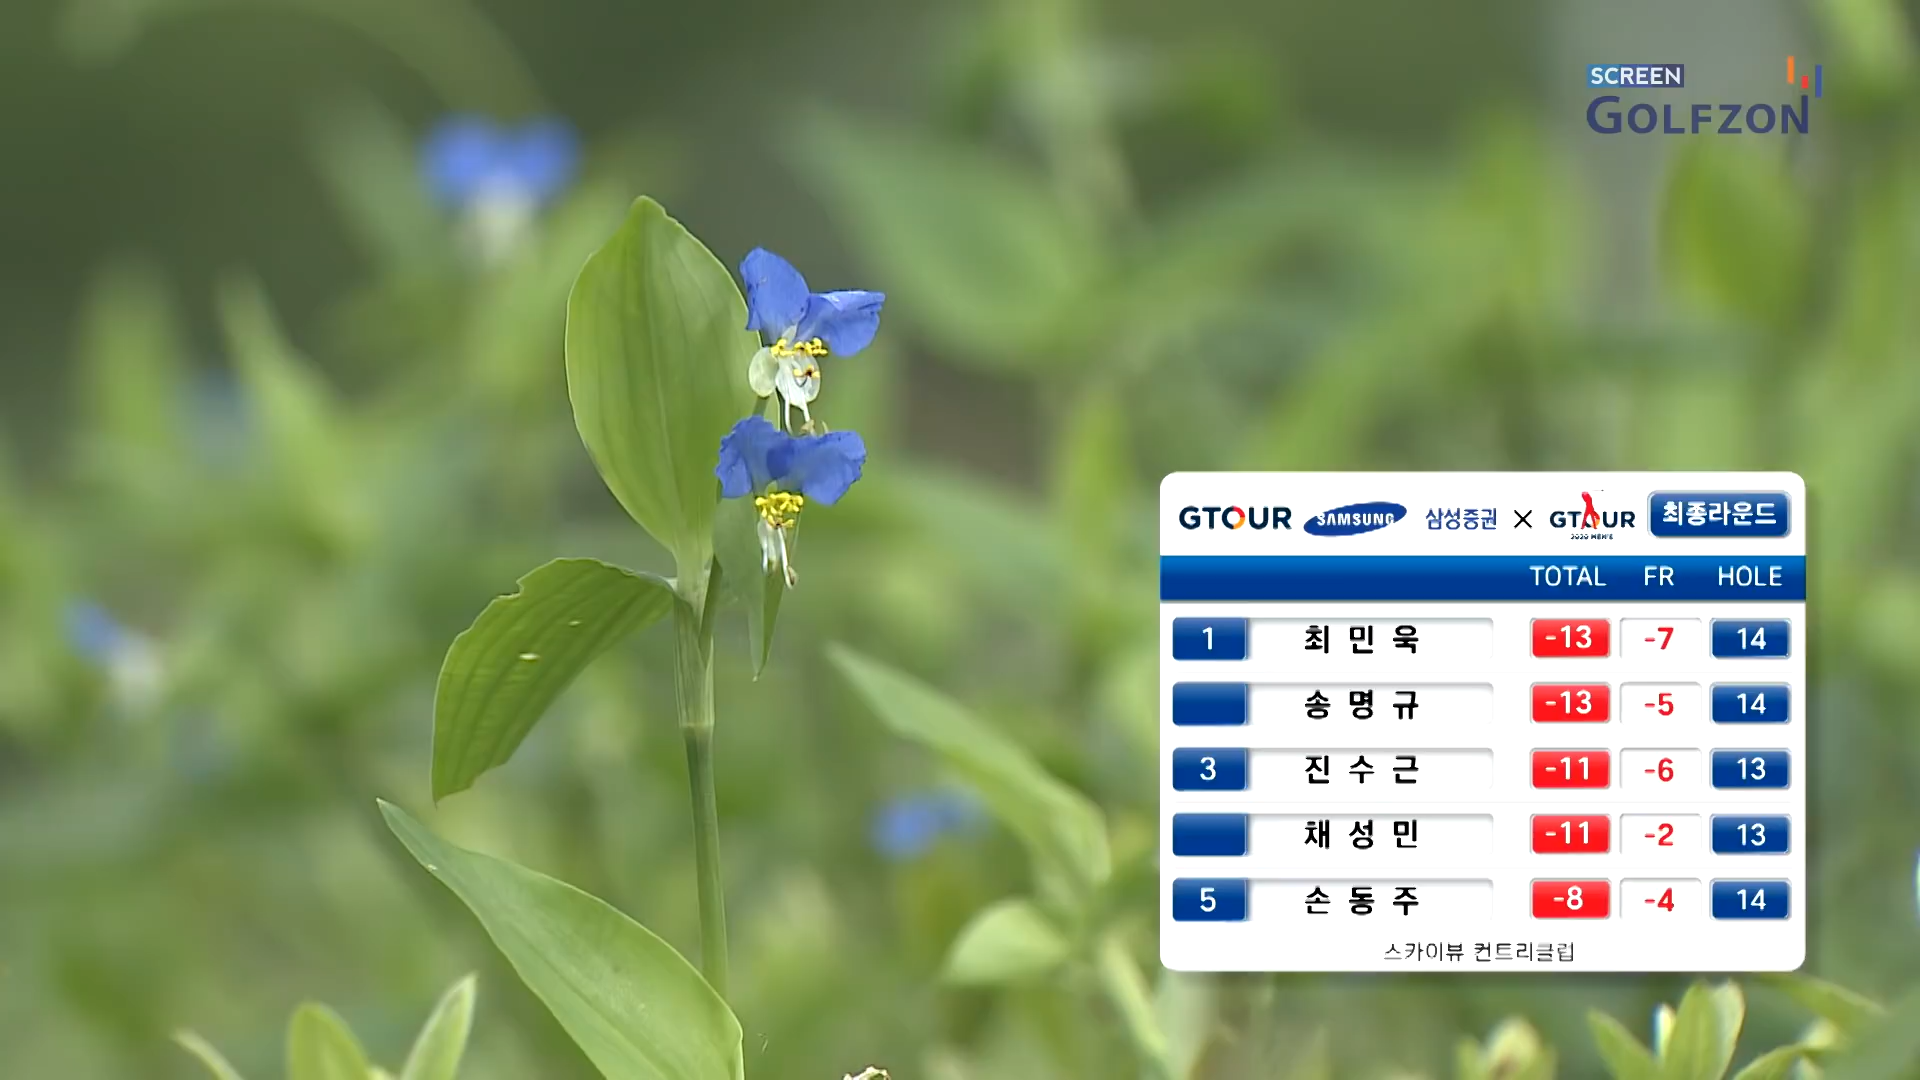 SCREEN
GOLFZON
GTOUR SAMSUNG 삼성증권 × GTOUR 최종라운드
2020 MEN'S
TOTAL FR HOLE
1 최민욱 -13 -7 14
송명규 -13 -5 14
3 진수근 -11 -6 13
채성민 -11 -2 13
5 손동주 -8 -4 14
스카이뷰 컨트리클럽